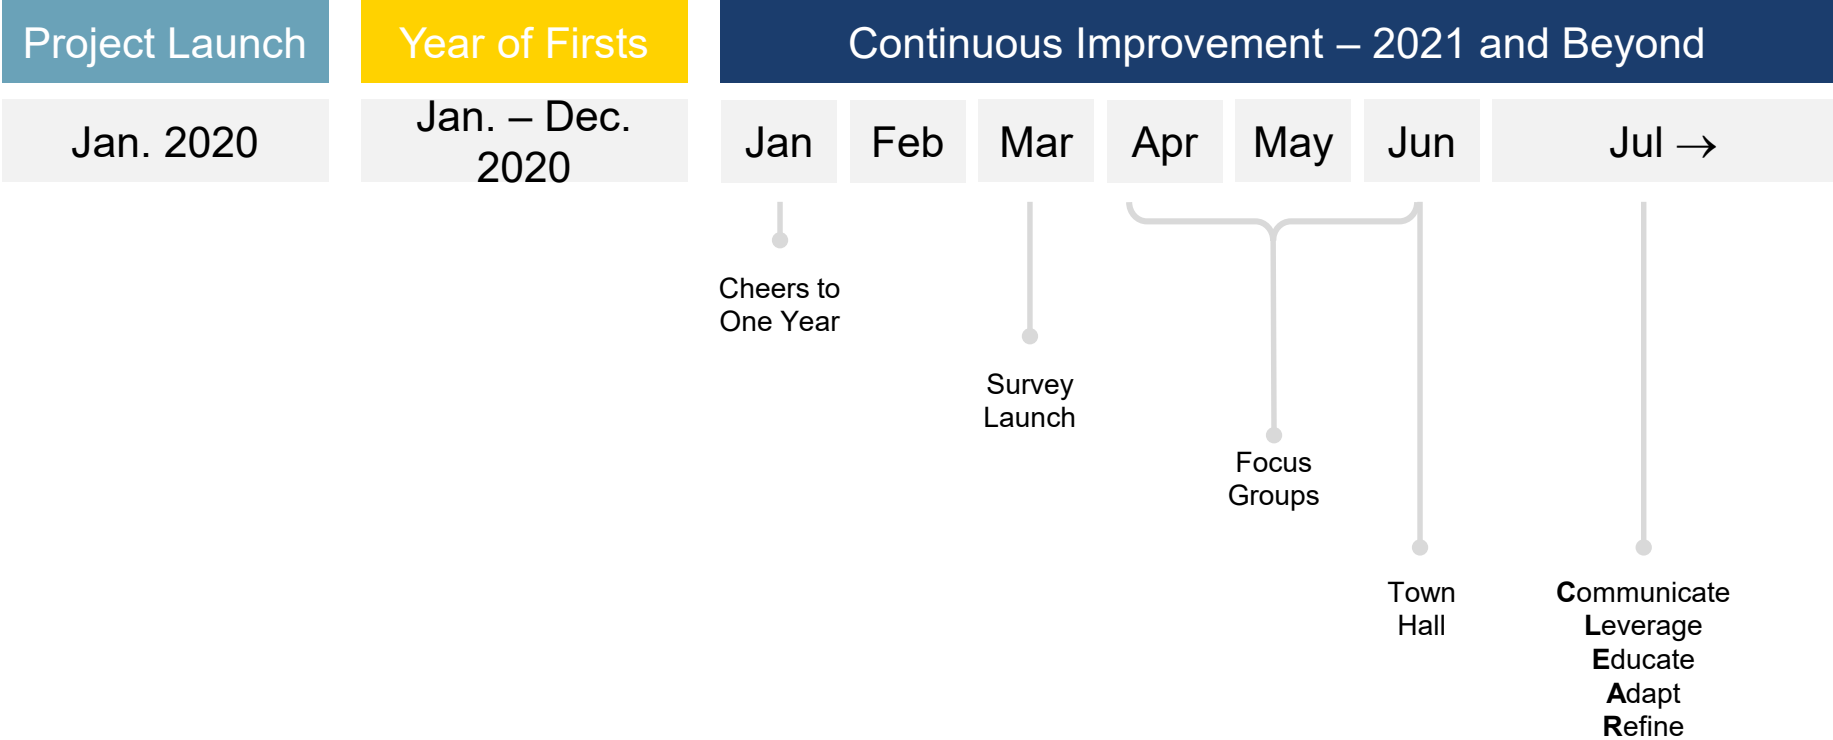 Project Launch
Year of Firsts
Continuous Improvement – 2021 and Beyond
Jan. 2020
Jan. – Dec.
2020
Jan
Feb
Mar
Apr
May
Jun
Jul →
Cheers to
One Year
Survey
Launch
Focus
Groups
Town
Hall
Communicate
Leverage
Educate
Adapt
Refine